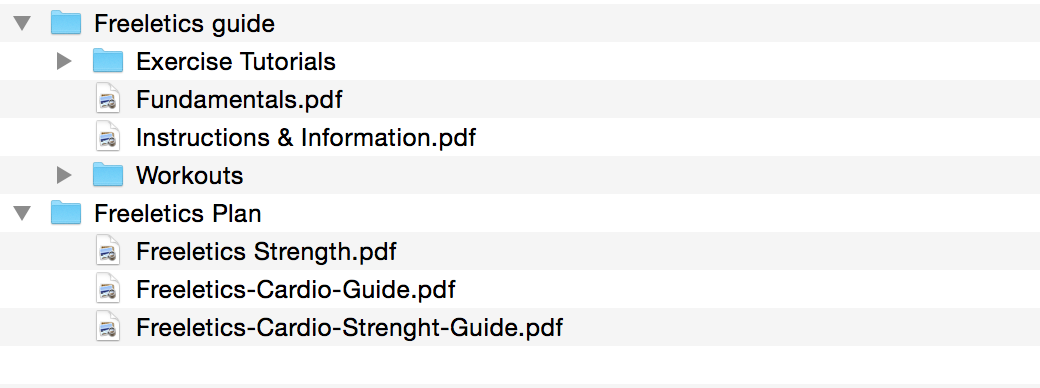 Freeletics guide
Exercise Tutorials
Fundamentals.pdf
Instructions & Information.pdf
Workouts
Freeletics Plan
Freeletics Strength.pdf
Freeletics-Cardio-Guide.pdf
Freeletics-Cardio-Strenght-Guide.pdf